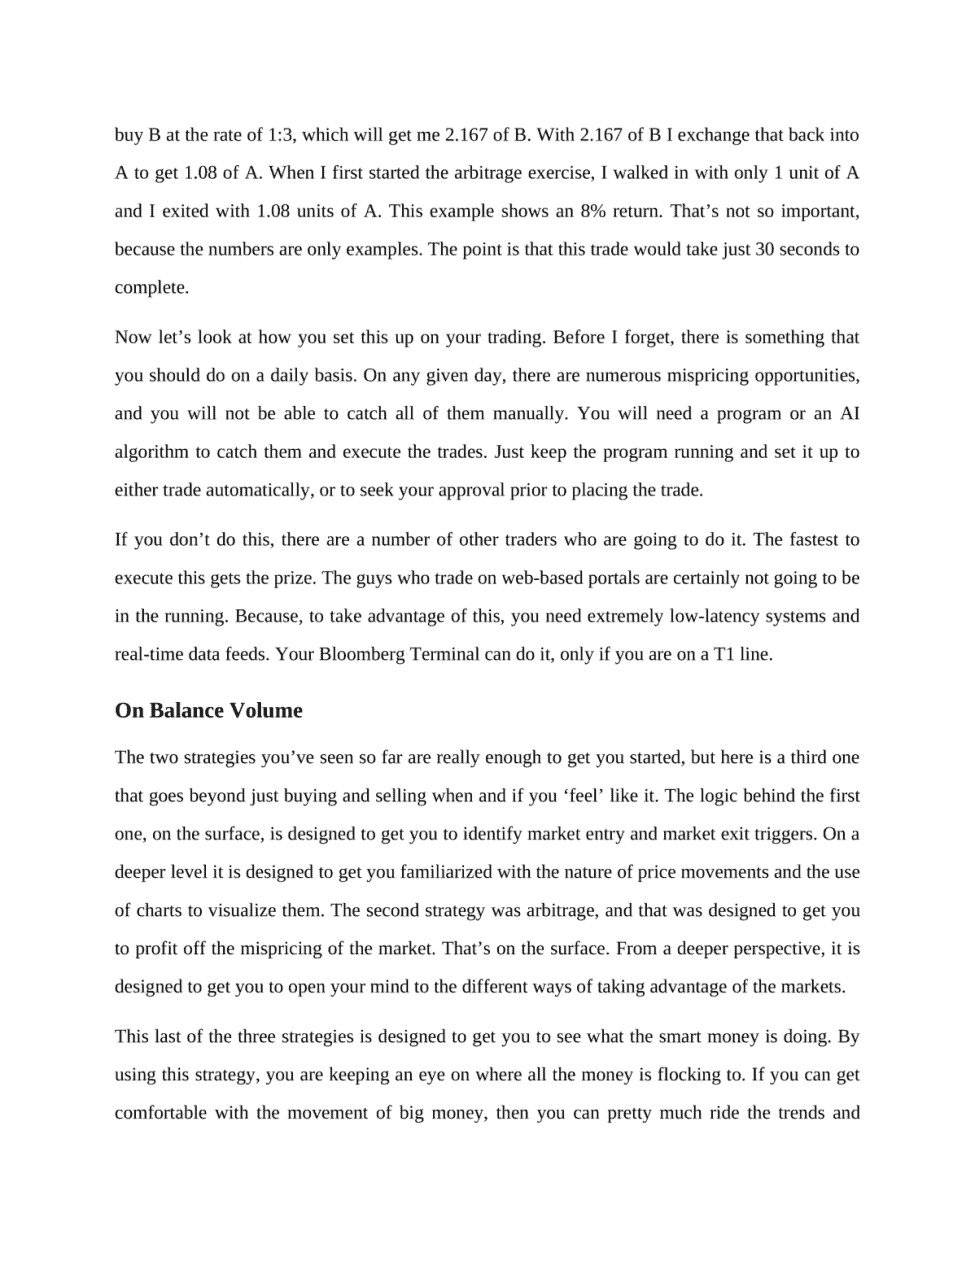 buy B at the rate of 1:3, which will get me 2.167 of B. With 2.167 of B I exchange that back into
A to get 1.08 of A. When I first started the arbitrage exercise, I walked in with only 1 unit of A
and I exited with 1.08 units of A. This example shows an 8% return. That’s not so important,
because the numbers are only examples. The point is that this trade would take just 30 seconds to
complete.
Now let’s look at how you set this up on your trading. Before I forget, there is something that
you should do on a daily basis. On any given day, there are numerous mispricing opportunities,
and you will not be able to catch all of them manually. You will need a program or an AI
algorithm to catch them and execute the trades. Just keep the program running and set it up to
either trade automatically, or to seek your approval prior to placing the trade.
If you don’t do this, there are a number of other traders who are going to do it. The fastest to
execute this gets the prize. The guys who trade on web-based portals are certainly not going to be
in the running. Because, to take advantage of this, you need extremely low-latency systems and
real-time data feeds. Your Bloomberg Terminal can do it, only if you are on a T1 line.
On Balance Volume
The two strategies you’ve seen so far are really enough to get you started, but here is a third one
that goes beyond just buying and selling when and if you ‘feel’ like it. The logic behind the first
one, on the surface, is designed to get you to identify market entry and market exit triggers. On a
deeper level it is designed to get you familiarized with the nature of price movements and the use
of charts to visualize them. The second strategy was arbitrage, and that was designed to get you
to profit off the mispricing of the market. That’s on the surface. From a deeper perspective, it is
designed to get you to open your mind to the different ways of taking advantage of the markets.
This last of the three strategies is designed to get you to see what the smart money is doing. By
using this strategy, you are keeping an eye on where all the money is flocking to. If you can get
comfortable with the movement of big money, then you can pretty much ride the trends and